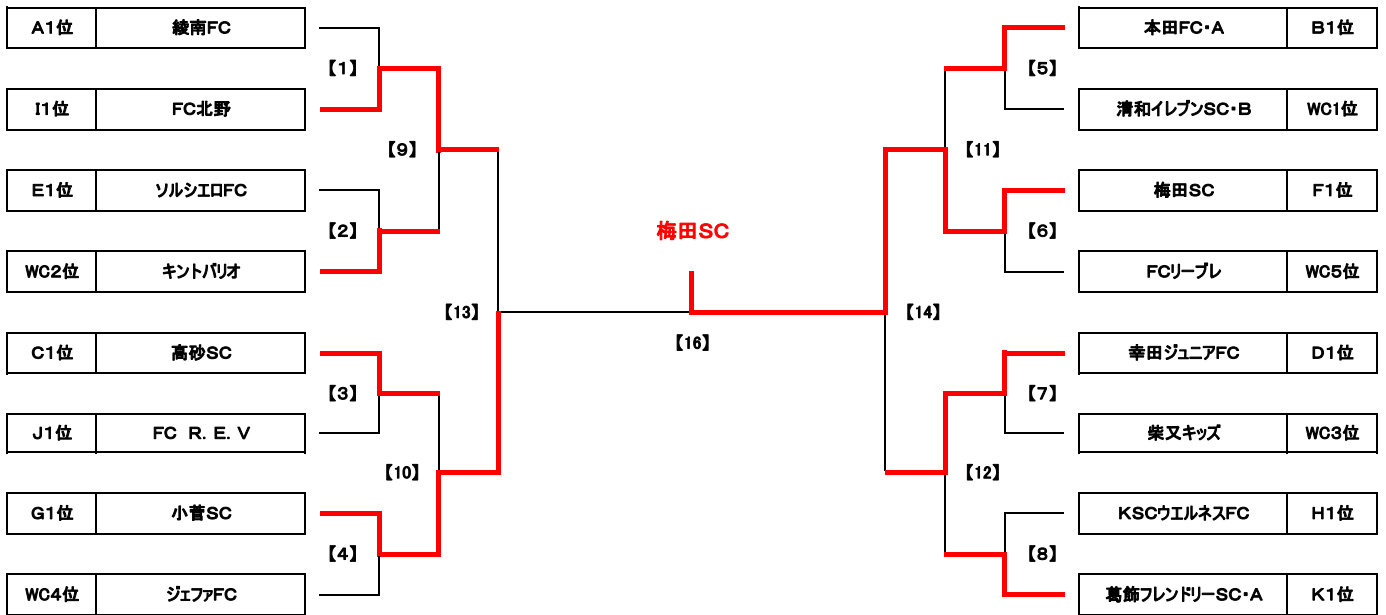 A1位 綾南FC
【1】
I1位 FC北野
【9】
E1位 ソルシエロFC
【2】
WC2位 キントバリオ
【13】
C1位 高砂SC
【3】
J1位 FC R.E.V
【10】
G1位 小菅SC
【4】
WC4位 ジェファFC
梅田SC
【16】
本田FC・A B1位
【5】
清和イレブンSC・B WC1位
【11】
梅田SC F1位
【6】
FCリーブレ WC5位
【14】
幸田ジュニアFC D1位
【7】
柴又キッズ WC3位
【12】
KSCウエルネスFC H1位
【8】
葛飾フレンドリーSC・A K1位